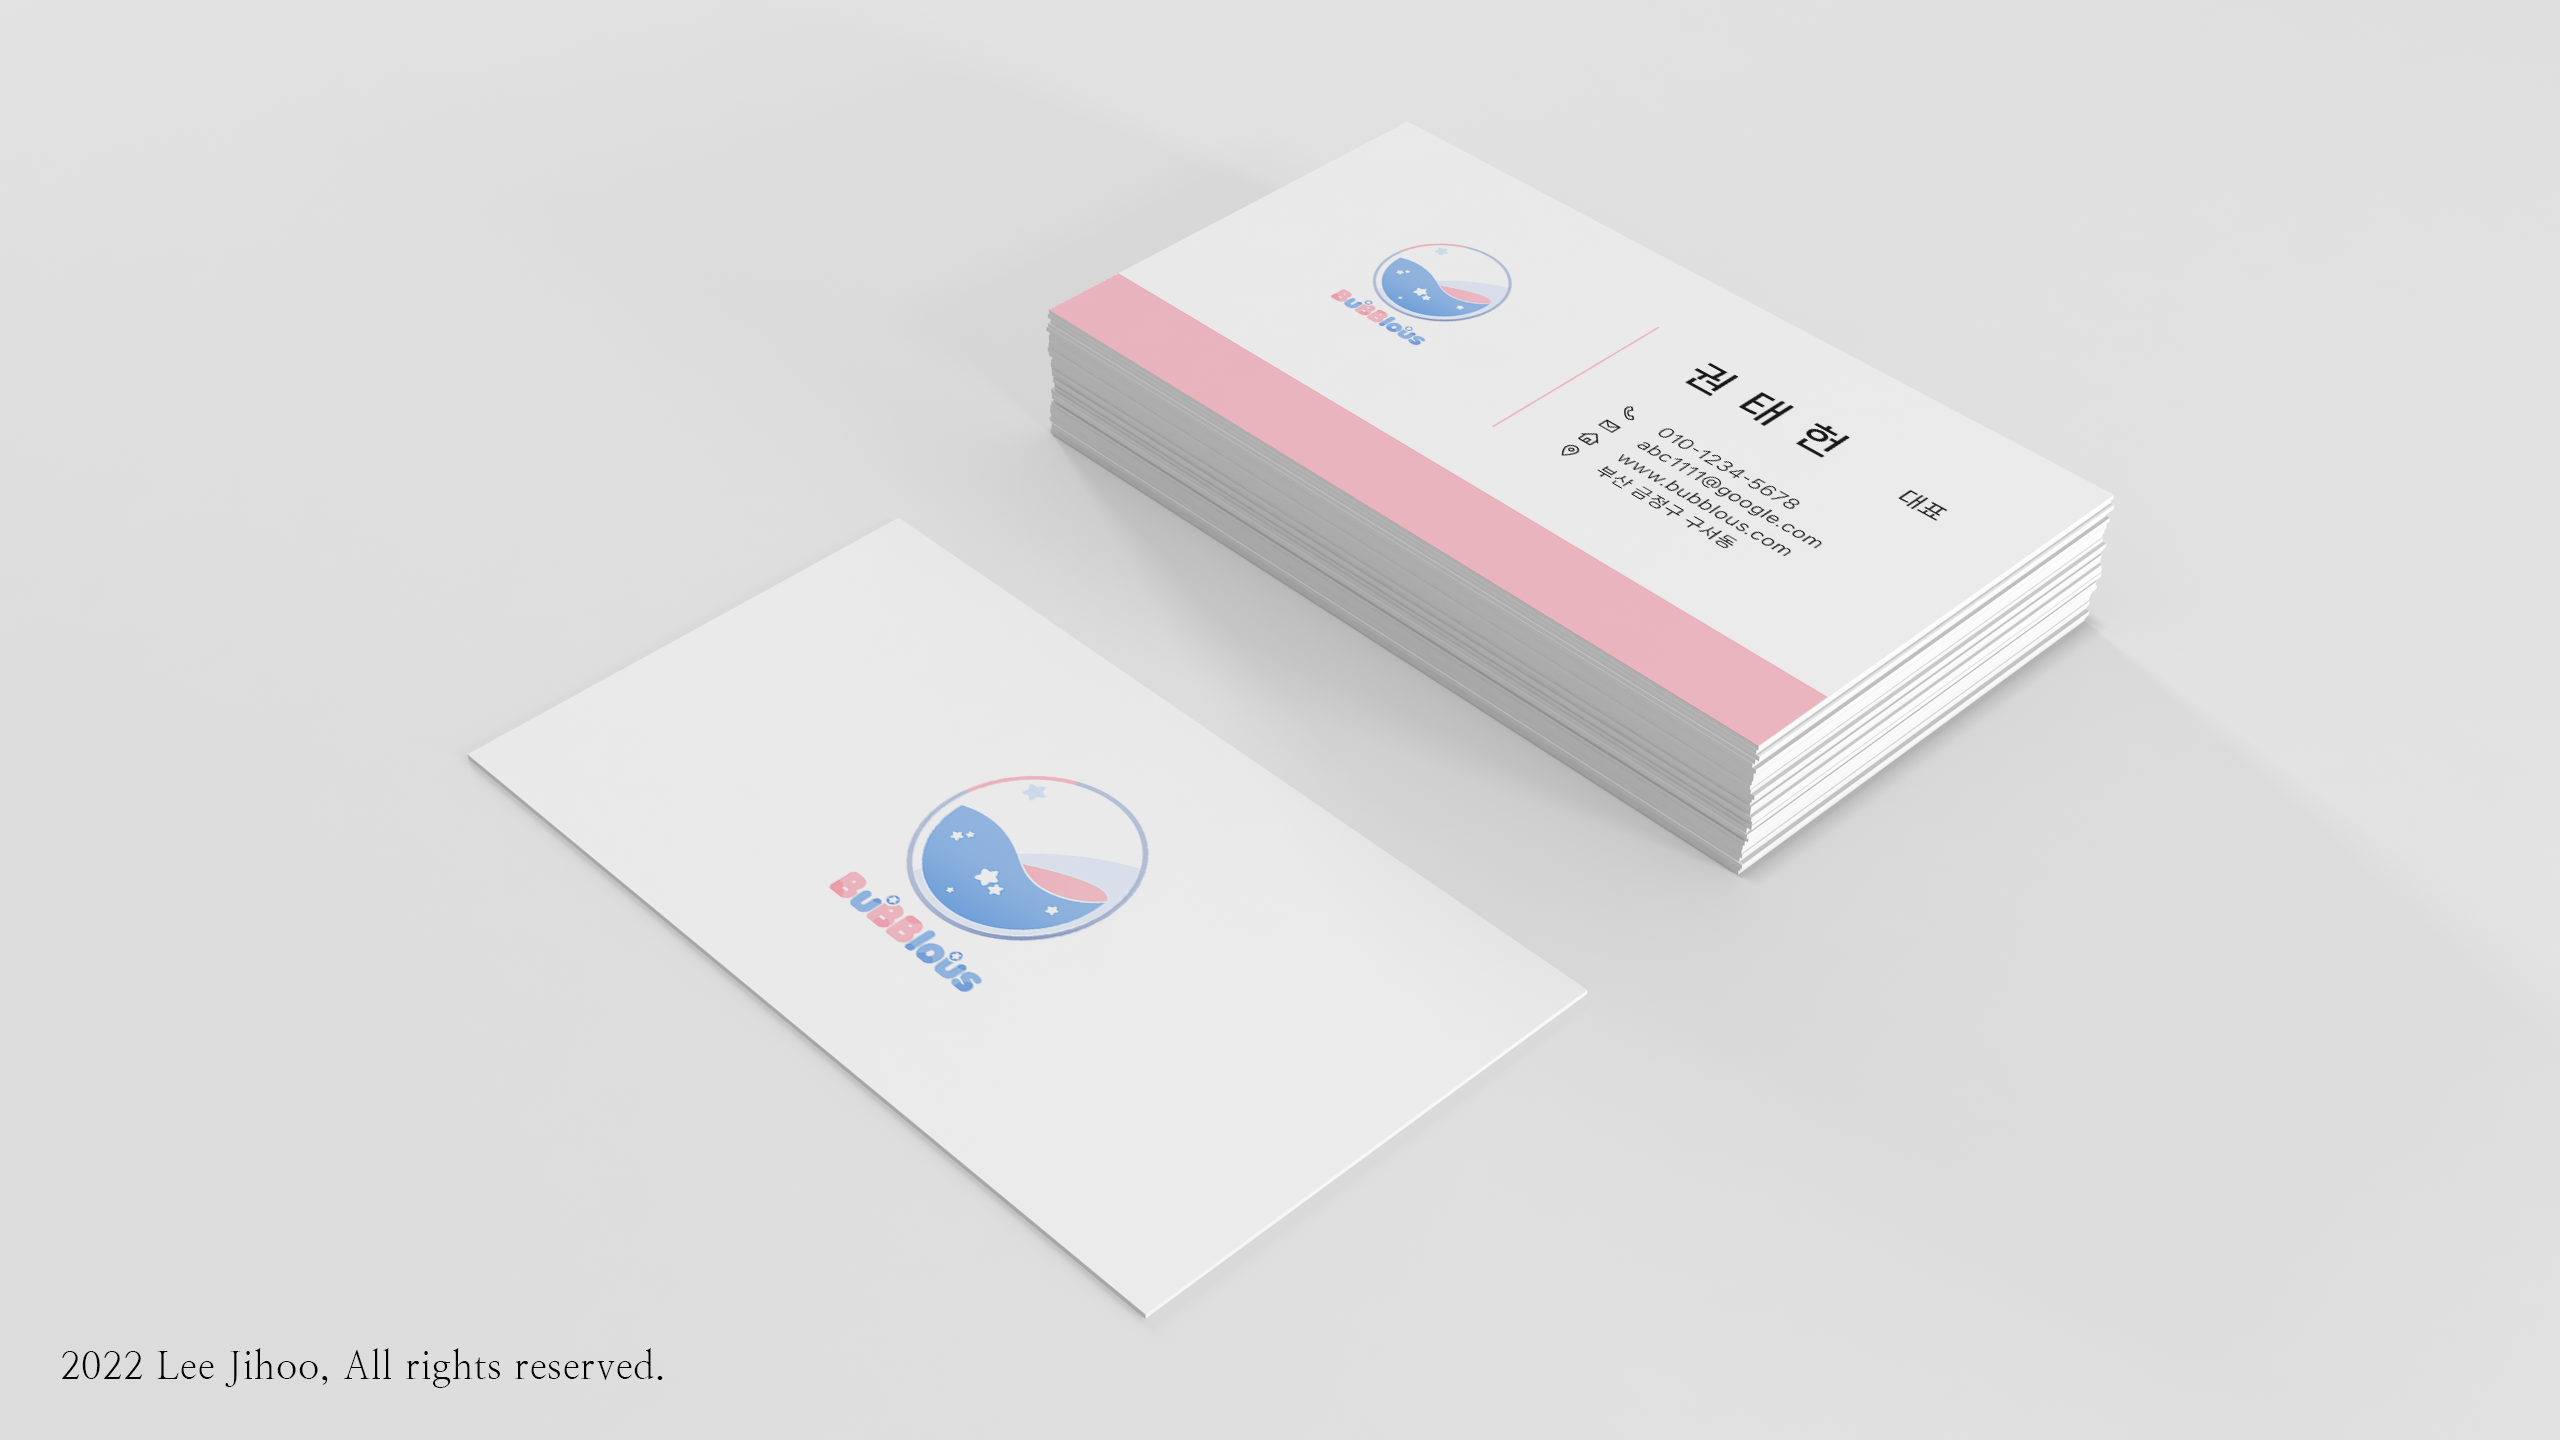 BuBBlous
권태현
대표
010-1234-5678
abc1111@google.com
www.bubblous.com
부산 금정구 구서동
BuBBlous
2022 Lee Jihoo, All rights reserved.